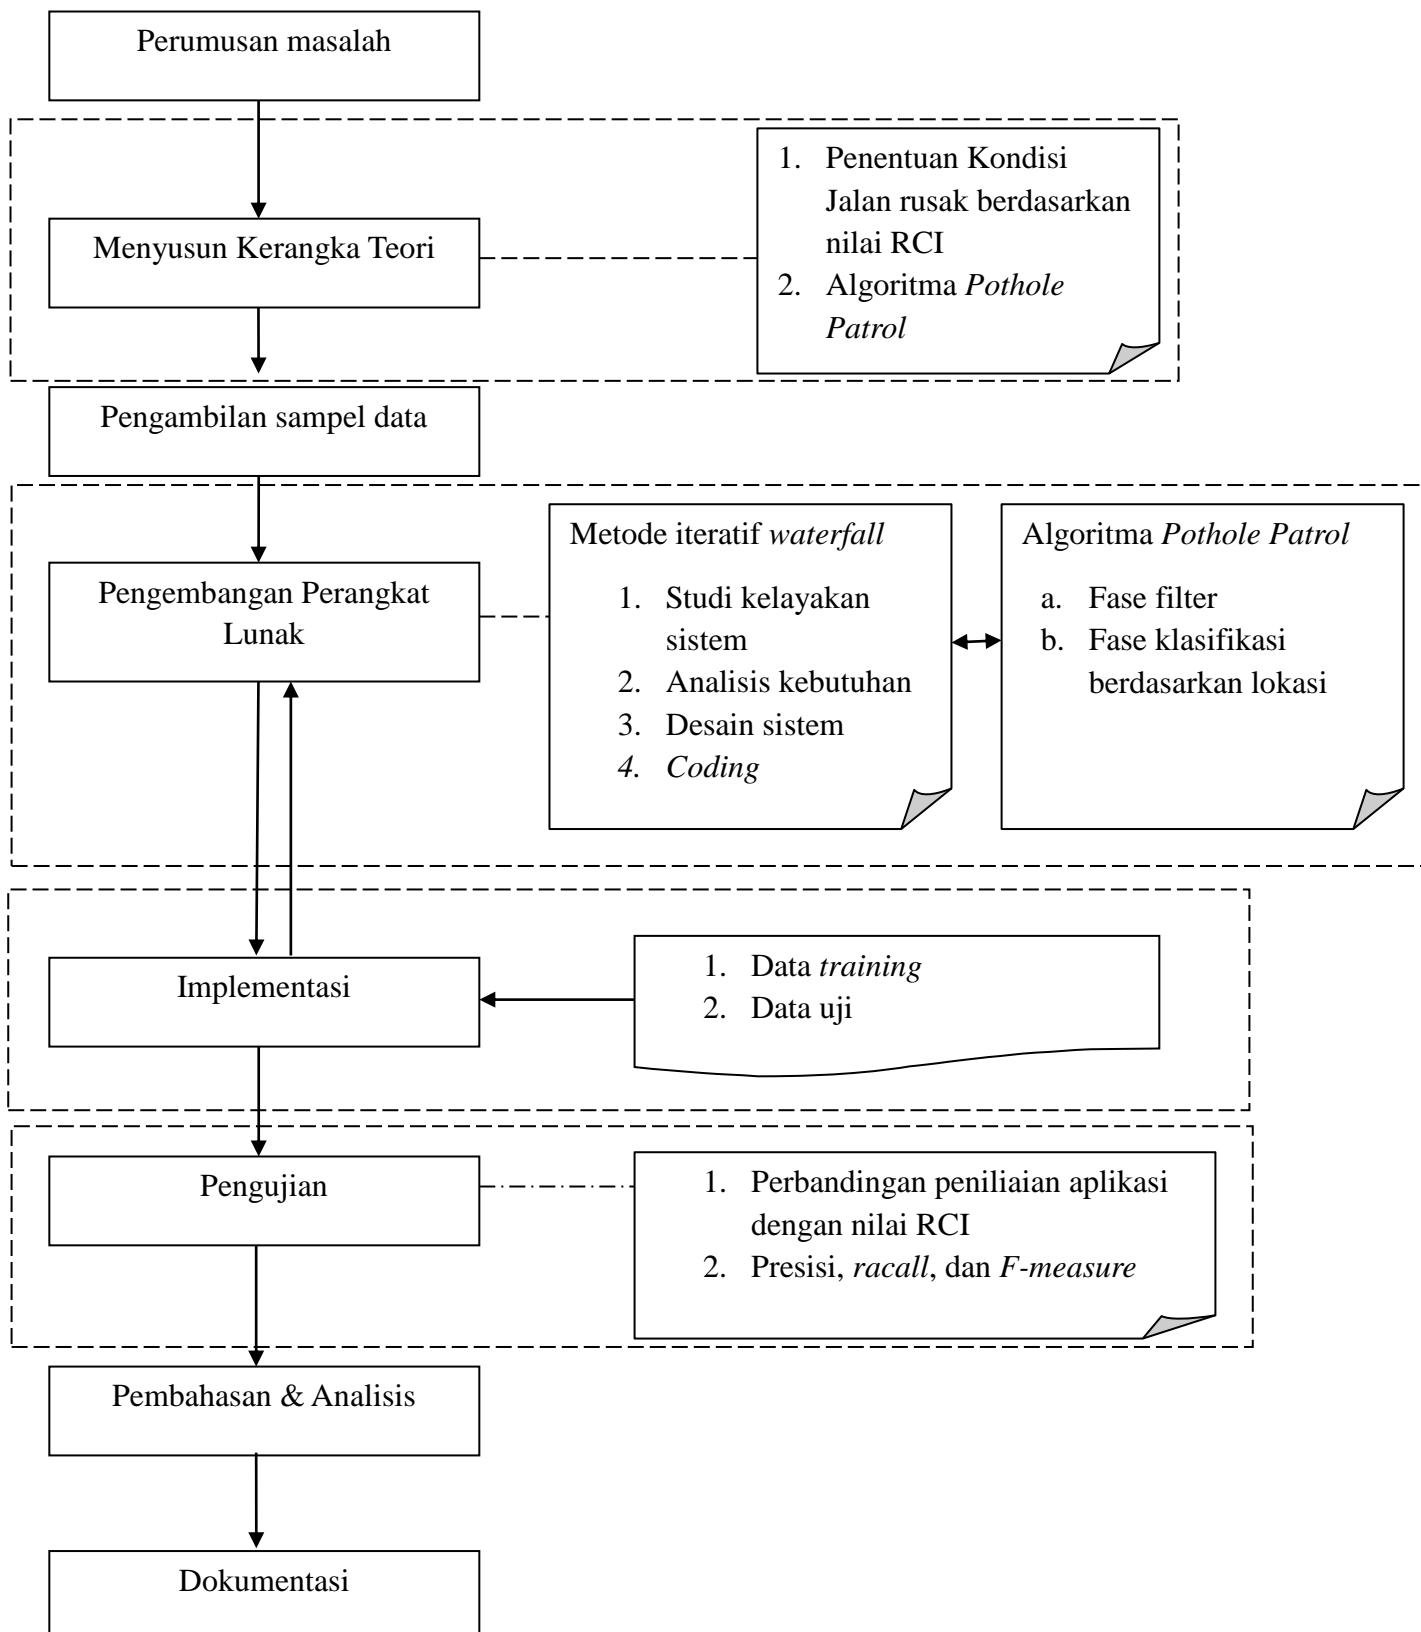 Perumusan masalah
1. Penentuan Kondisi
Jalan rusak berdasarkan
nilai RCI
2. Algoritma Pothole
Patrol
Menyusun Kerangka Teori
Pengambilan sampel data
Pengembangan Perangkat
Lunak
Metode iteratif waterfall
1. Studi kelayakan
sistem
2. Analisis kebutuhan
3. Desain sistem
4. Coding
Algoritma Pothole Patrol
a. Fase filter
b. Fase klasifikasi
berdasarkan lokasi
Implementasi
1. Data training
2. Data uji
Pengujian
1. Perbandingan peniliaian aplikasi
dengan nilai RCI
2. Presisi, racall, dan F-measure
Pembahasan & Analisis
Dokumentasi